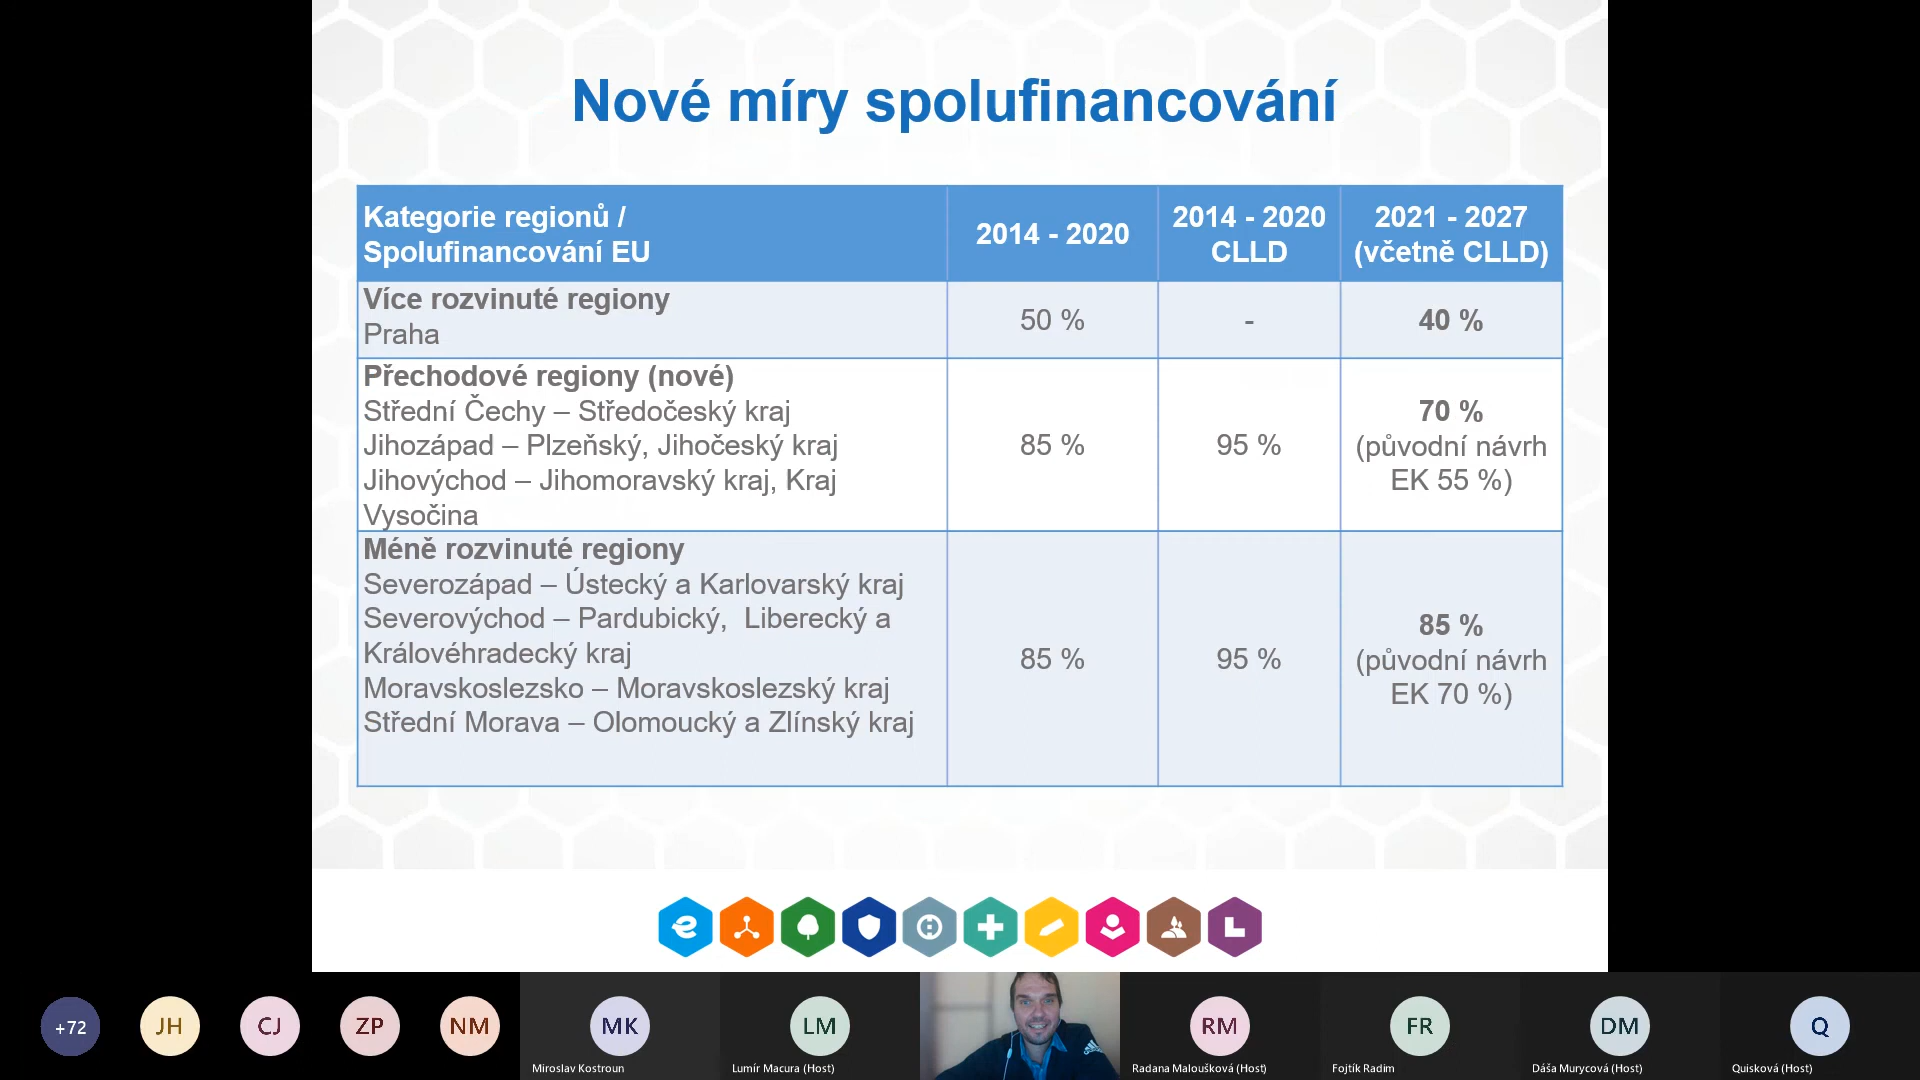 Nové míry spolufinancování
Kategorie regionů /
Spolufinancování EU
2014 - 2020
2014 - 2020
CLLD
2021 - 2027
(včetně CLLD)
Více rozvinuté regiony
Praha
50 %
-
40 %
Přechodové regiony (nové)
Střední Čechy – Středočeský kraj
Jihozápad – Plzeňský, Jihočeský kraj
Jihovýchod – Jihomoravský kraj, Kraj
Vysočina
85 %
95 %
70 %
(původní návrh
EK 55 %)
Méně rozvinuté regiony
Severozápad – Ústecký a Karlovarský kraj
Severovýchod – Pardubický,  Liberecký a
Královéhradecký kraj
Moravskoslezsko – Moravskoslezský kraj
Střední Morava – Olomoucký a Zlínský kraj
85 %
95 %
85 %
(původní návrh
EK 70 %)
+72
JH
CJ
ZP
NM
MK
Miroslav Kostroun
LM
Lumír Macura (Host)
adidas
RM
Radana Maloušková (Host)
FR
Fojtík Radim
DM
Dáša Murycová (Host)
Q
Quisková (Host)